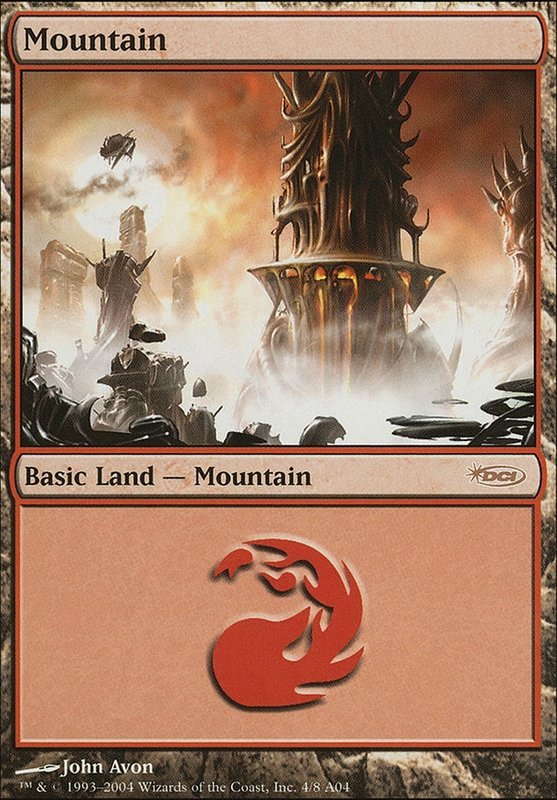 Mountain
Basic Land — Mountain
DCI
John Avon
™ & © 1993–2004 Wizards of the Coast, Inc. 4/8 A04